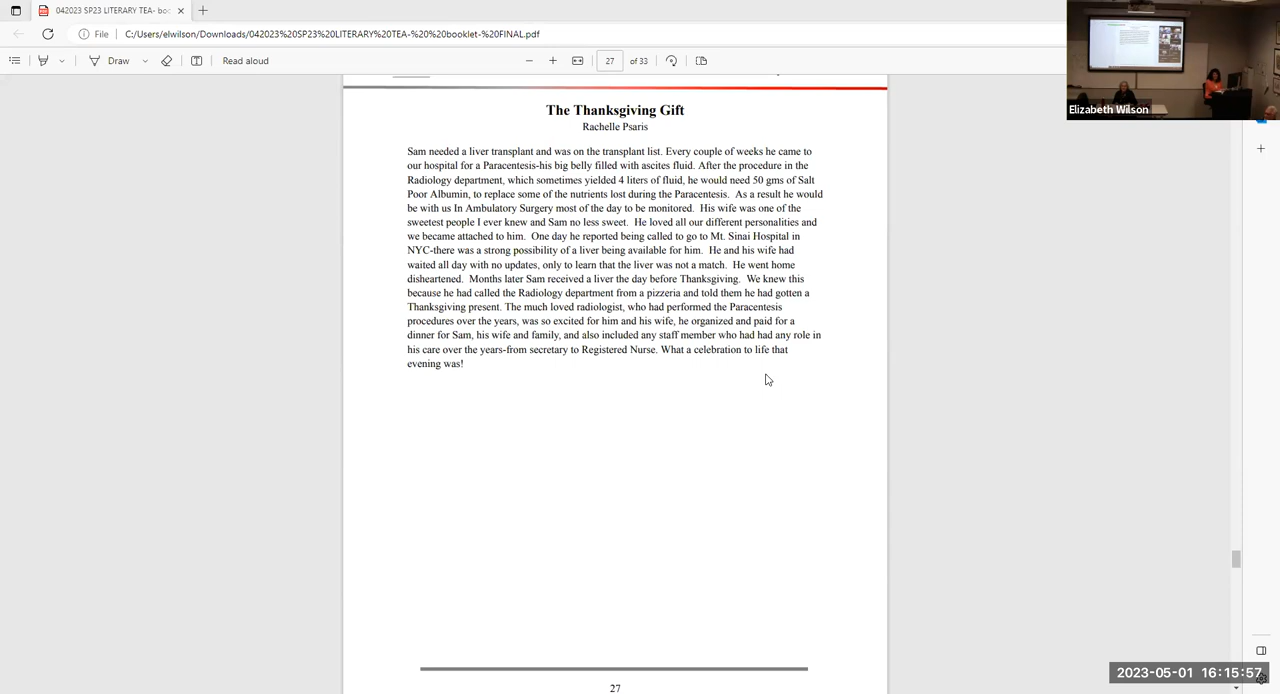 042023 SP23 LITERARY TEA- boo
File
C:/Users/elwilson/Downloads/042023%20SP23%20LITERARY%20TEA-%20%20booklet-%20FINAL.pdf
Draw
Read aloud
27
of 33
Elizabeth Wilson
The Thanksgiving Gift
Rachelle Psaris
Sam needed a liver transplant and was on the transplant list. Every couple of weeks he came to
our hospital for a Paracentesis-his big belly filled with ascites fluid. After the procedure in the
Radiology department, which sometimes yielded 4 liters of fluid, he would need 50 gms of Salt
Poor Albumin, to replace some of the nutrients lost during the Paracentesis.  As a result he would
be with us In Ambulatory Surgery most of the day to be monitored.  His wife was one of the
sweetest people I ever knew and Sam no less sweet.  He loved all our different personalities and
we became attached to him.  One day he reported being called to go to Mt. Sinai Hospital in
NYC-there was a strong possibility of a liver being available for him.  He and his wife had
waited all day with no updates, only to learn that the liver was not a match.  He went home
disheartened.  Months later Sam received a liver the day before Thanksgiving.  We knew this
because he had called the Radiology department from a pizzeria and told them he had gotten a
Thanksgiving present. The much loved radiologist, who had performed the Paracentesis
procedures over the years, was so excited for him and his wife, he organized and paid for a
dinner for Sam, his wife and family, and also included any staff member who had had any role in
his care over the years-from secretary to Registered Nurse. What a celebration to life that
evening was!
27
2023-05-01 16:15:57